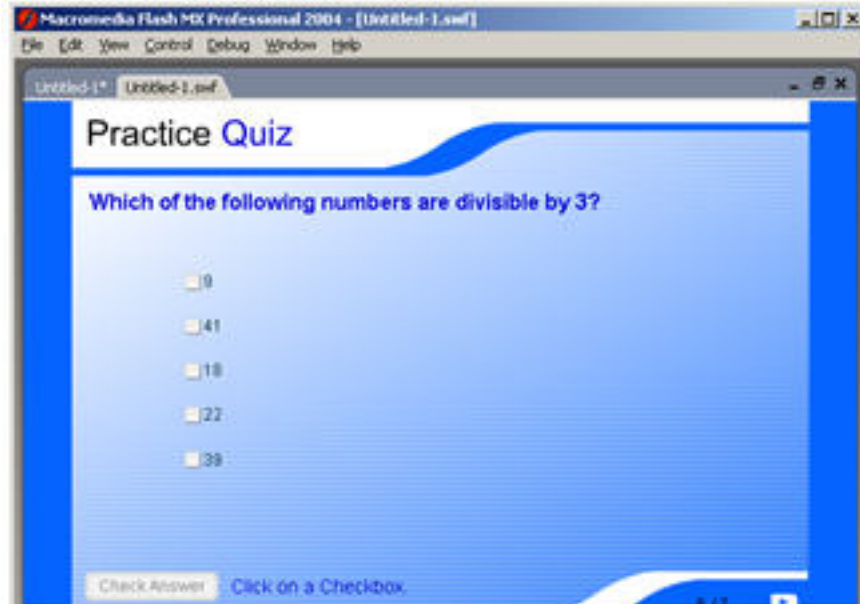 Macromedia Flash MX Professional 2004 - [Untitled-1.swf]
File Edit View Control Debug Window Help
Untitled-1* Untitled-1.swf
Practice Quiz
Which of the following numbers are divisible by 3?
9
41
18
22
39
Check Answer Click on a Checkbox.